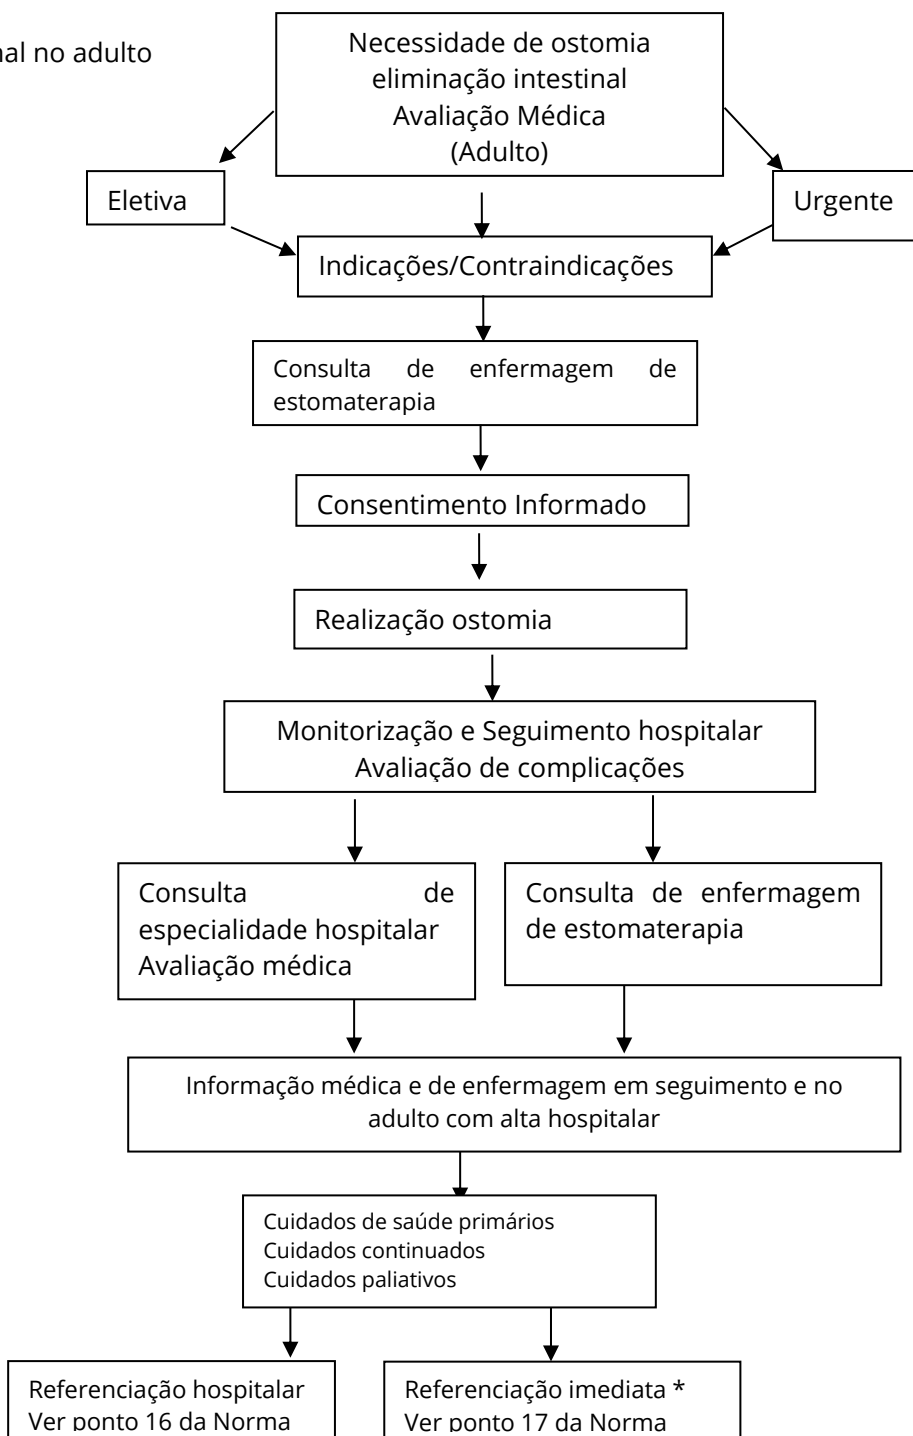 no adulto
Necessidade de ostomia
eliminação intestinal
Avaliação Médica
(Adulto)
Eletiva
Urgente
Indicações/Contraindicações
Consulta de enfermagem de
estomaterapia
Consentimento Informado
Realização ostomia
Monitorização e Seguimento hospitalar
Avaliação de complicações
Consulta de
especialidade hospitalar
Avaliação médica
Consulta de enfermagem
de estomaterapia
Informação médica e de enfermagem em seguimento e no
adulto com alta hospitalar
Cuidados de saúde primários
Cuidados continuados
Cuidados paliativos
Referenciação hospitalar
Ver ponto 16 da Norma
Referenciação imediata *
Ver ponto 17 da Norma